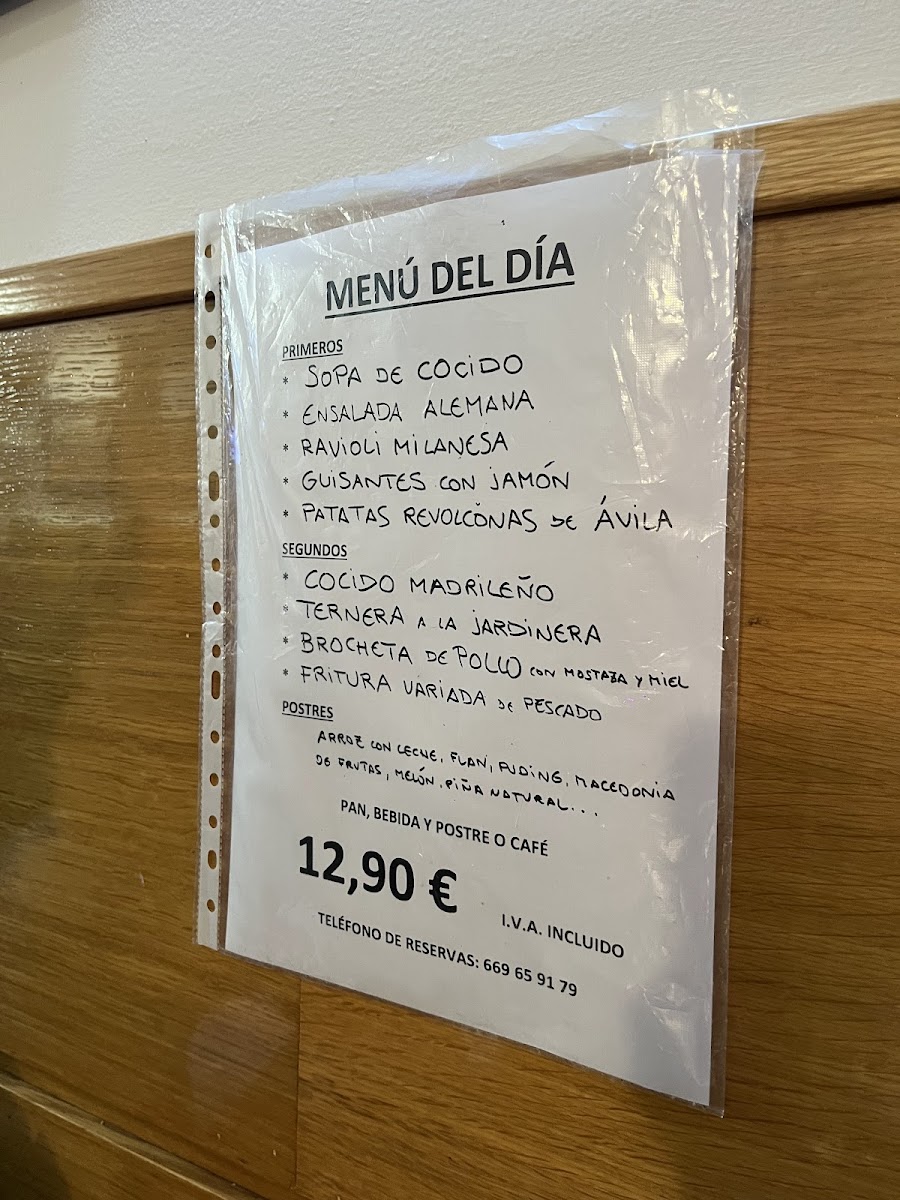 MENÚ DEL DÍA
PRIMEROS
* SOPA DE COCIDO
* ENSALADA ALEMANA
* RAVIOLI MILANESA
* GUISANTES CON JAMÓN
* PATATAS REVOLCONAS DE ÁVILA
SEGUNDOS
* COCIDO MADRILEÑO
* TERNERA A LA JARDINERA
* BROCHETA DE POLLO CON MOSTAZA Y MIEL
* FRITURA VARIADA DE PESCADO
POSTRES
ARROZ CON LECHE, FLAN, PUDING, MACEDONIA
DE FRUTAS, MELÓN, PIÑA NATURAL...
PAN, BEBIDA Y POSTRE O CAFÉ
12,90 €
I.V.A. INCLUIDO
TELÉFONO DE RESERVAS: 669 65 91 79